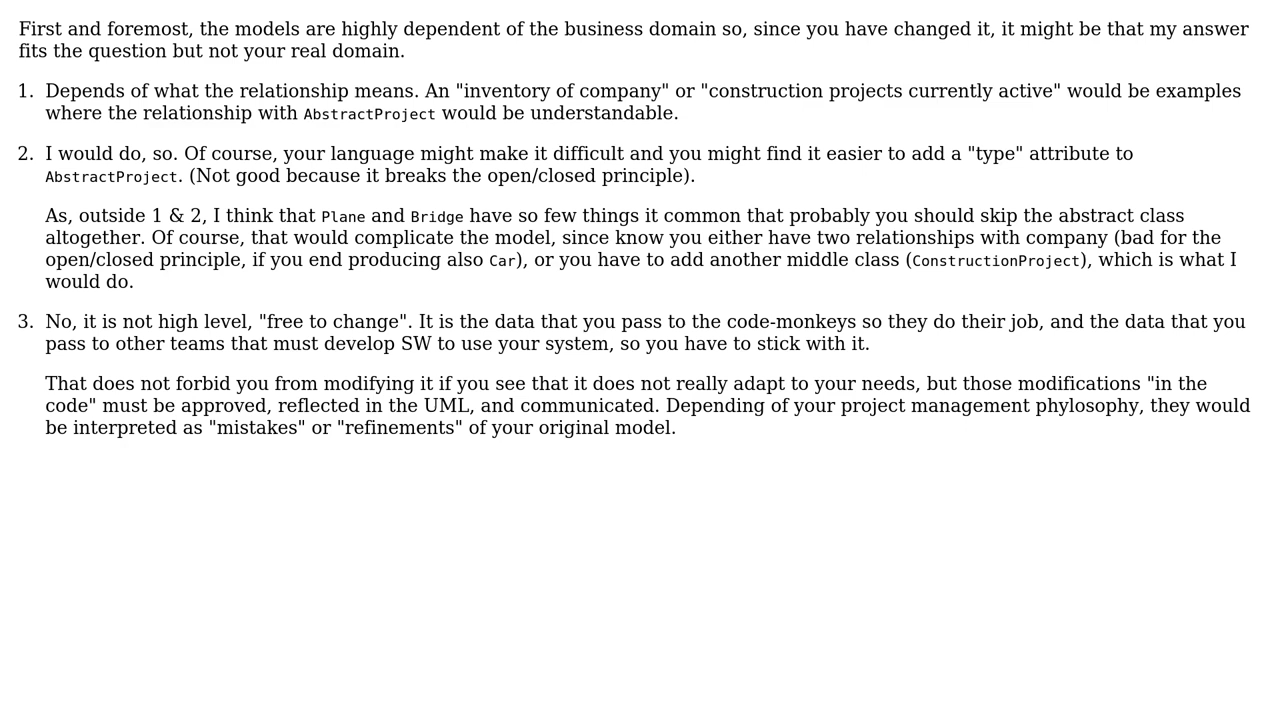 First and foremost, the models are highly dependent of the business domain so, since you have changed it, it might be that my answer
fits the question but not your real domain.
1. Depends of what the relationship means. An "inventory of company" or "construction projects currently active" would be examples
where the relationship with AbstractProject would be understandable.
2. I would do, so. Of course, your language might make it difficult and you might find it easier to add a "type" attribute to
AbstractProject. (Not good because it breaks the open/closed principle).
As, outside 1 & 2, I think that Plane and Bridge have so few things it common that probably you should skip the abstract class
altogether. Of course, that would complicate the model, since know you either have two relationships with company (bad for the
open/closed principle, if you end producing also Car), or you have to add another middle class (ConstructionProject), which is what I
would do.
3. No, it is not high level, "free to change". It is the data that you pass to the code-monkeys so they do their job, and the data that you
pass to other teams that must develop SW to use your system, so you have to stick with it.
That does not forbid you from modifying it if you see that it does not really adapt to your needs, but those modifications "in the
code" must be approved, reflected in the UML, and communicated. Depending of your project management phylosophy, they would
be interpreted as "mistakes" or "refinements" of your original model.